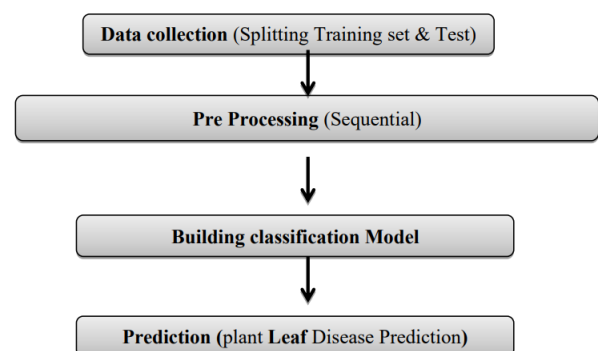 Data collection (Splitting Training set & Test)
Pre Processing (Sequential)
Building classification Model
Prediction (plant Leaf Disease Prediction)